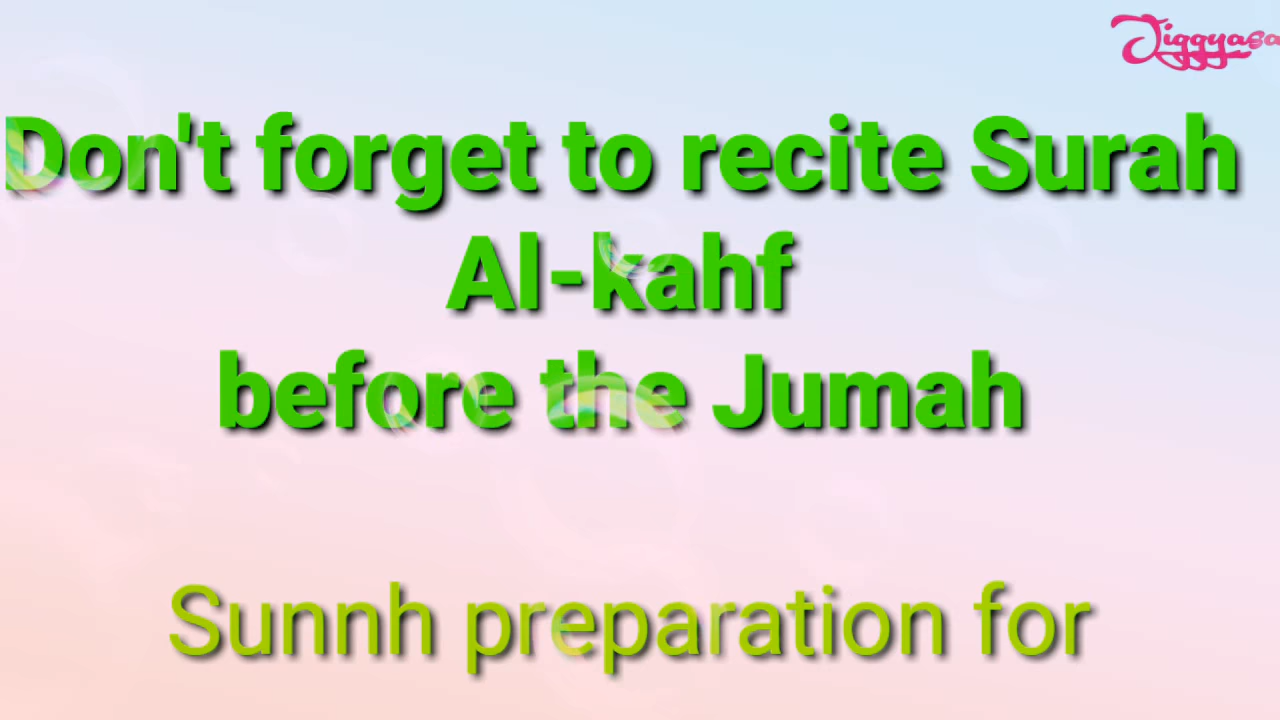 Jiggyasa
Don't forget to recite Surah
Al-kahf
before the Jumah
Sunnh preparation for